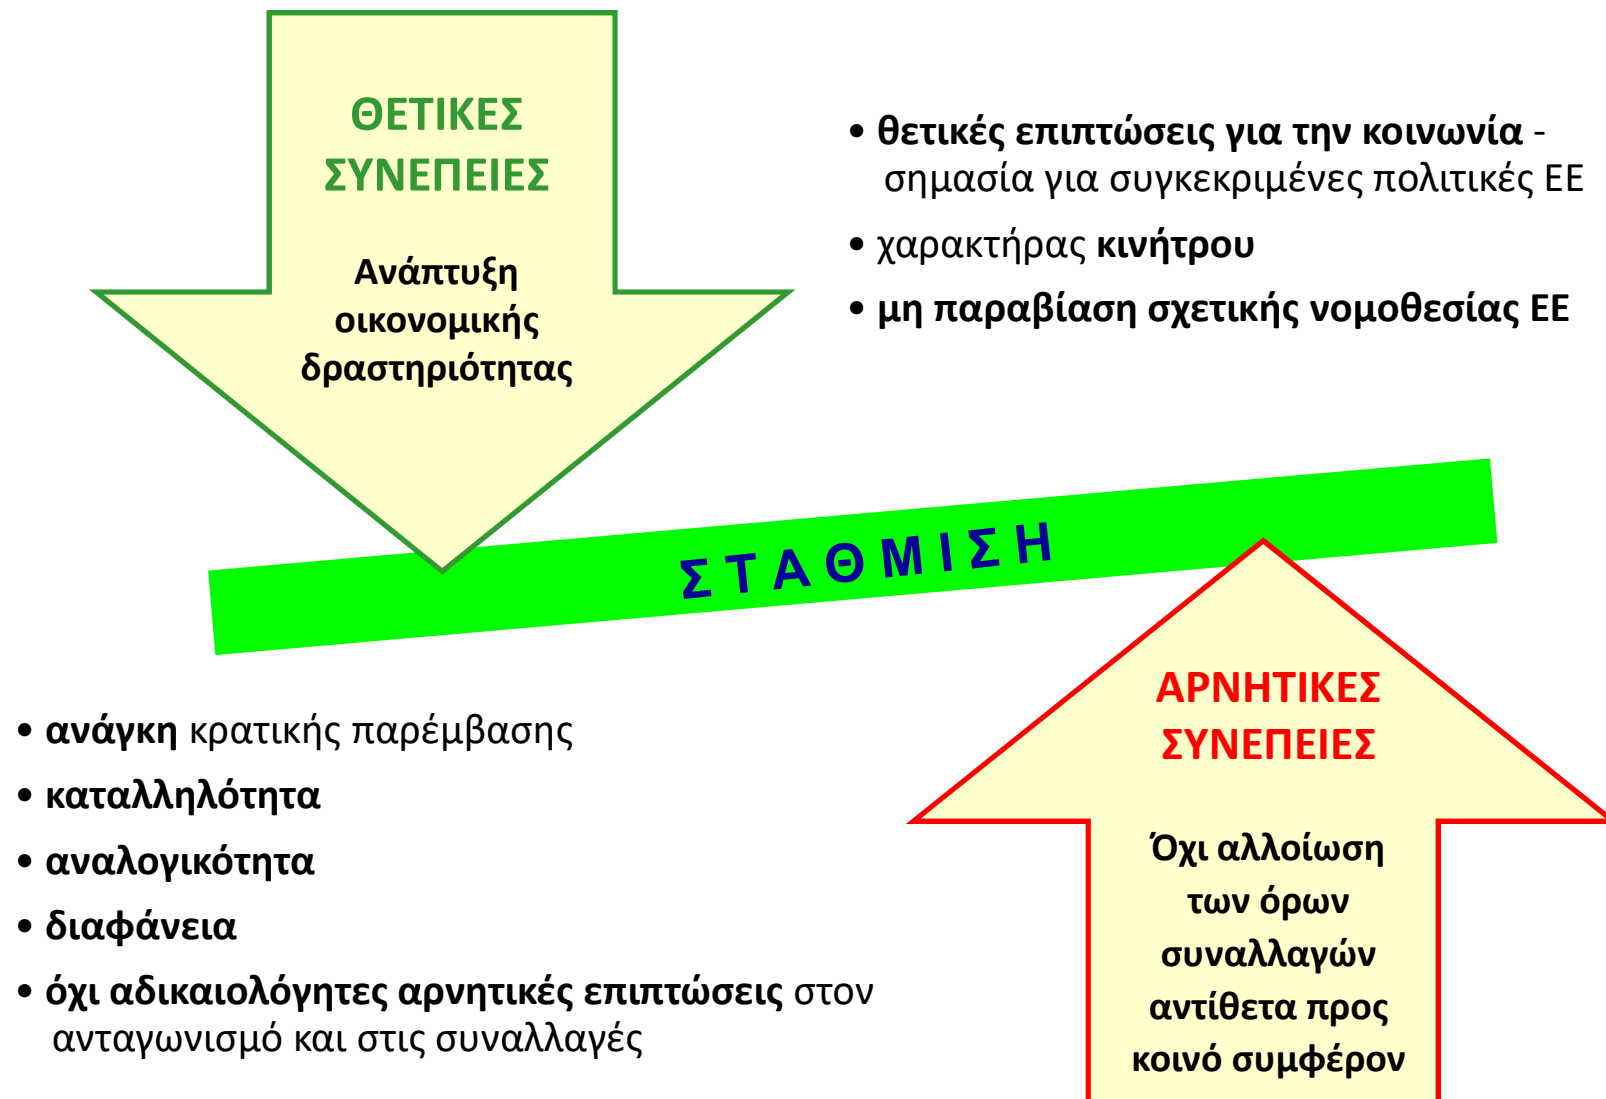 ΘΕΤΙΚΕΣ
ΣΥΝΕΠΕΙΕΣ
Ανάπτυξη
οικονομικής
δραστηριότητας
• θετικές επιπτώσεις για την κοινωνία -
σημασία για συγκεκριμένες πολιτικές ΕΕ
• χαρακτήρας κινήτρου
• μη παραβίαση σχετικής νομοθεσίας ΕΕ
Σ Τ Α Θ Μ Ι Σ Η
• ανάγκη κρατικής παρέμβασης
• καταλληλότητα
• αναλογικότητα
• διαφάνεια
• όχι αδικαιολόγητες αρνητικές επιπτώσεις στον
ανταγωνισμό και στις συναλλαγές
ΑΡΝΗΤΙΚΕΣ
ΣΥΝΕΠΕΙΕΣ
Όχι αλλοίωση
των όρων
συναλλαγών
αντίθετα προς
κοινό συμφέρον